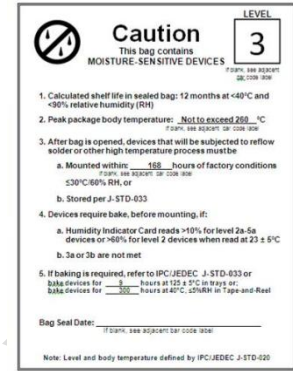 LEVEL
3
Caution
This bag contains
MOISTURE-SENSITIVE DEVICES
If blank, see adjacent
bar code label
1. Calculated shelf life in sealed bag: 12 months at <40°C and
<90% relative humidity (RH)
2. Peak package body temperature: Not to exceed 260 °C
If blank, see adjacent bar code label
3. After bag is opened, devices that will be subjected to reflow
solder or other high temperature process must be
a. Mounted within: 168 hours of factory conditions
If blank, see adjacent bar code label
≤30°C/60% RH, or
b. Stored per J-STD-033
4. Devices require bake, before mounting, if:
a. Humidity Indicator Card reads >10% for level 2a-5a
devices or >60% for level 2 devices when read at 23 ± 5°C
b. 3a or 3b are not met
5. If baking is required, refer to IPC/JEDEC J-STD-033 or
bake devices for 9 hours at 125 ± 5°C in trays or;
bake devices for hours at 40°C, ≤5%RH in Tape-and-Reel
Bag Seal Date:
If blank, see adjacent bar code label
Note: Level and body temperature defined by IPC/JEDEC J-STD-020